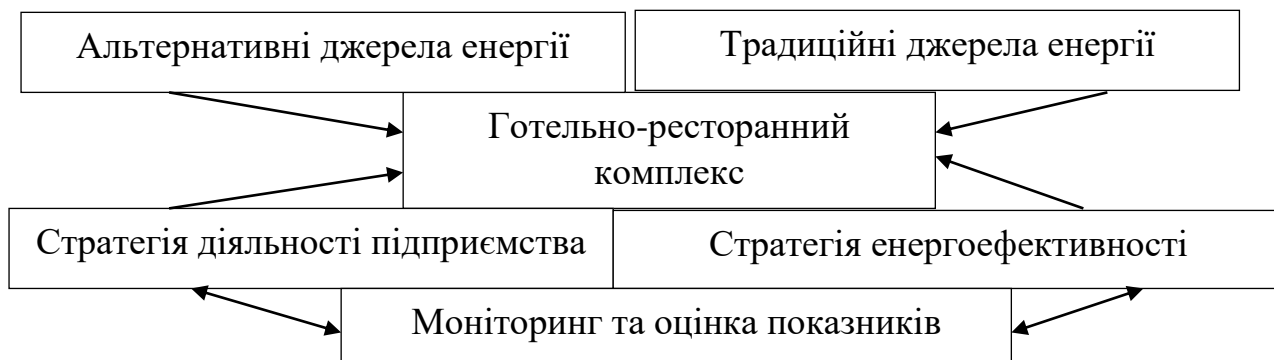 Альтернативні джерела енергії
Традиційні джерела енергії
Готельно-ресторанний
комплекс
Стратегія діяльності підприємства
Стратегія енергоефективності
Моніторинг та оцінка показників